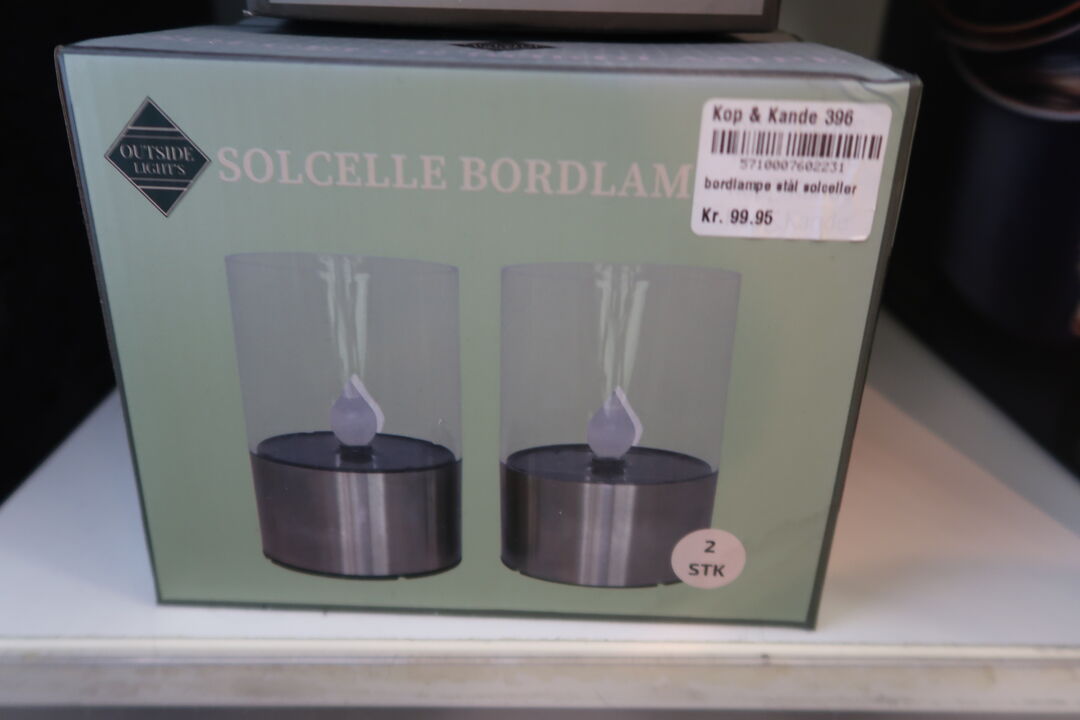 OUTSIDE
LIGHTS
SOLCELLE BORDLAM
Kop & Kande 396
5710007602231
bordlampe stål solceller
Kr. 99.95
2
STK